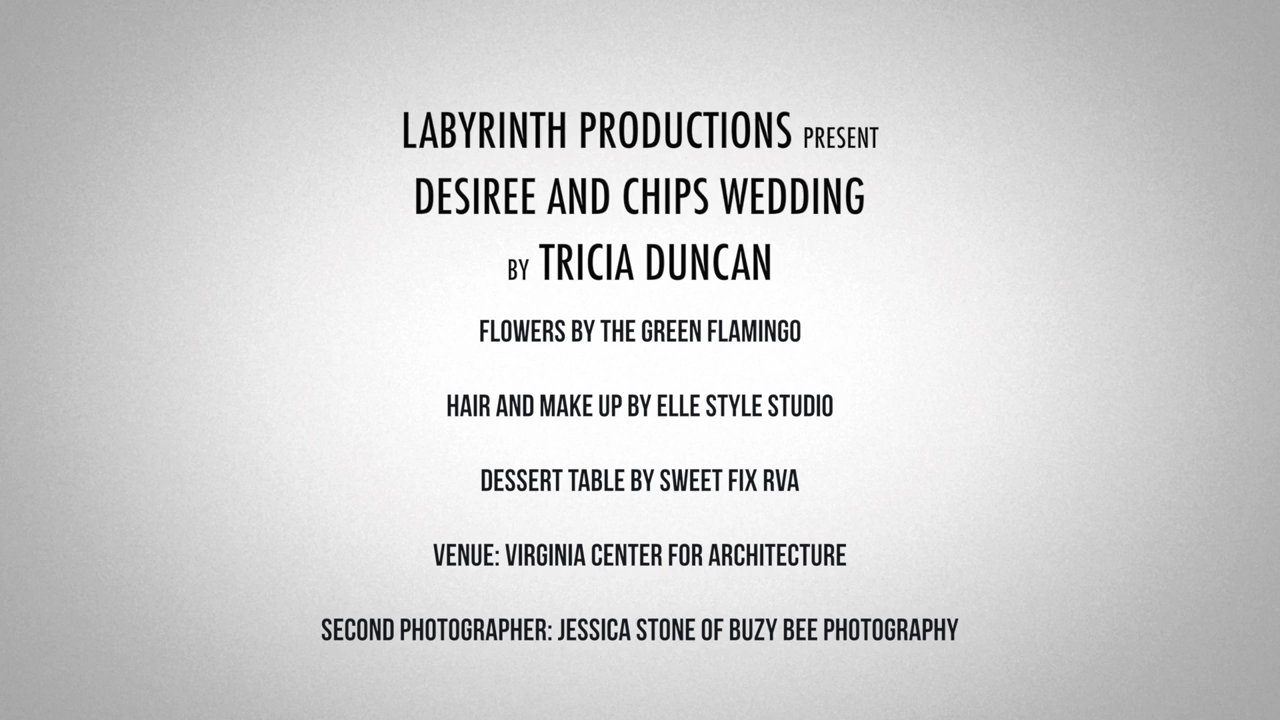 LABYRINTH PRODUCTIONS PRESENT
DESIREE AND CHIPS WEDDING
BY TRICIA DUNCAN
FLOWERS BY THE GREEN FLAMINGO
HAIR AND MAKE UP BY ELLE STYLE STUDIO
DESSERT TABLE BY SWEET FIX RVA
VENUE: VIRGINIA CENTER FOR ARCHITECTURE
SECOND PHOTOGRAPHER: JESSICA STONE OF BUZY BEE PHOTOGRAPHY